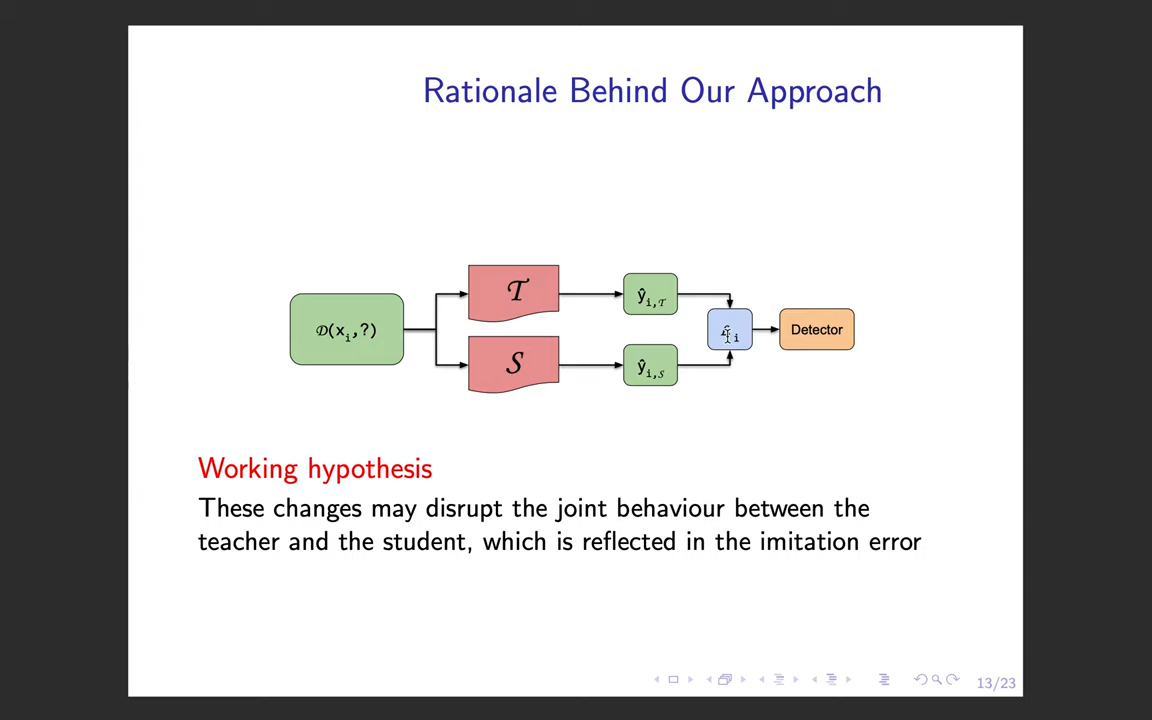 Rationale Behind Our Approach
𝒯
ŷi,𝒯
𝒟(xi,?)
Detector
𝒮
ŷi,𝒮
Working hypothesis
These changes may disrupt the joint behaviour between the
teacher and the student, which is reflected in the imitation error
13/23